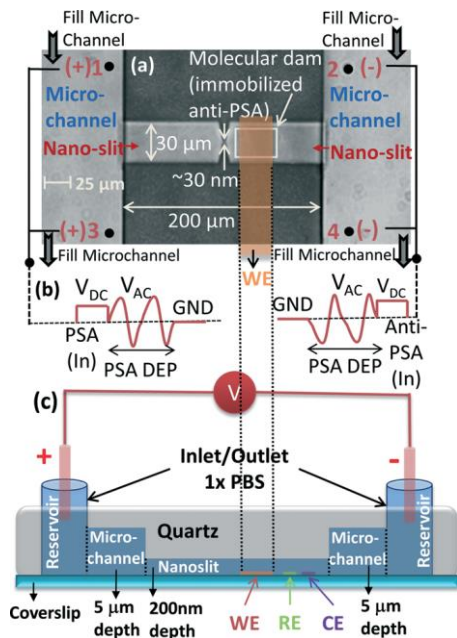 Fill Micro-
Channel
Fill Micro-
Channel
(+)1
(a)
Molecular dam
(immobilized
anti-PSA)
2
(-)
Micro-
channel
Micro-
channel
30 µm
Nano-slit
Nano-slit
25 µm
~30 nm
200 µm
(+)3
4
(-)
Fill Microchannel
WE
Fill Microchannel
(b)
VDC
VAC
GND
PSA
(In)
PSA DEP
GND
VAC
VDC
PSA DEP
Anti-
PSA
(In)
(c)
V
+
-
Inlet/Outlet
1x PBS
Reservoir
Quartz
Reservoir
Micro-
channel
Nanoslit
Micro-
channel
Coverslip
5 µm
depth
200nm
depth
WE
RE
CE
5 µm
depth